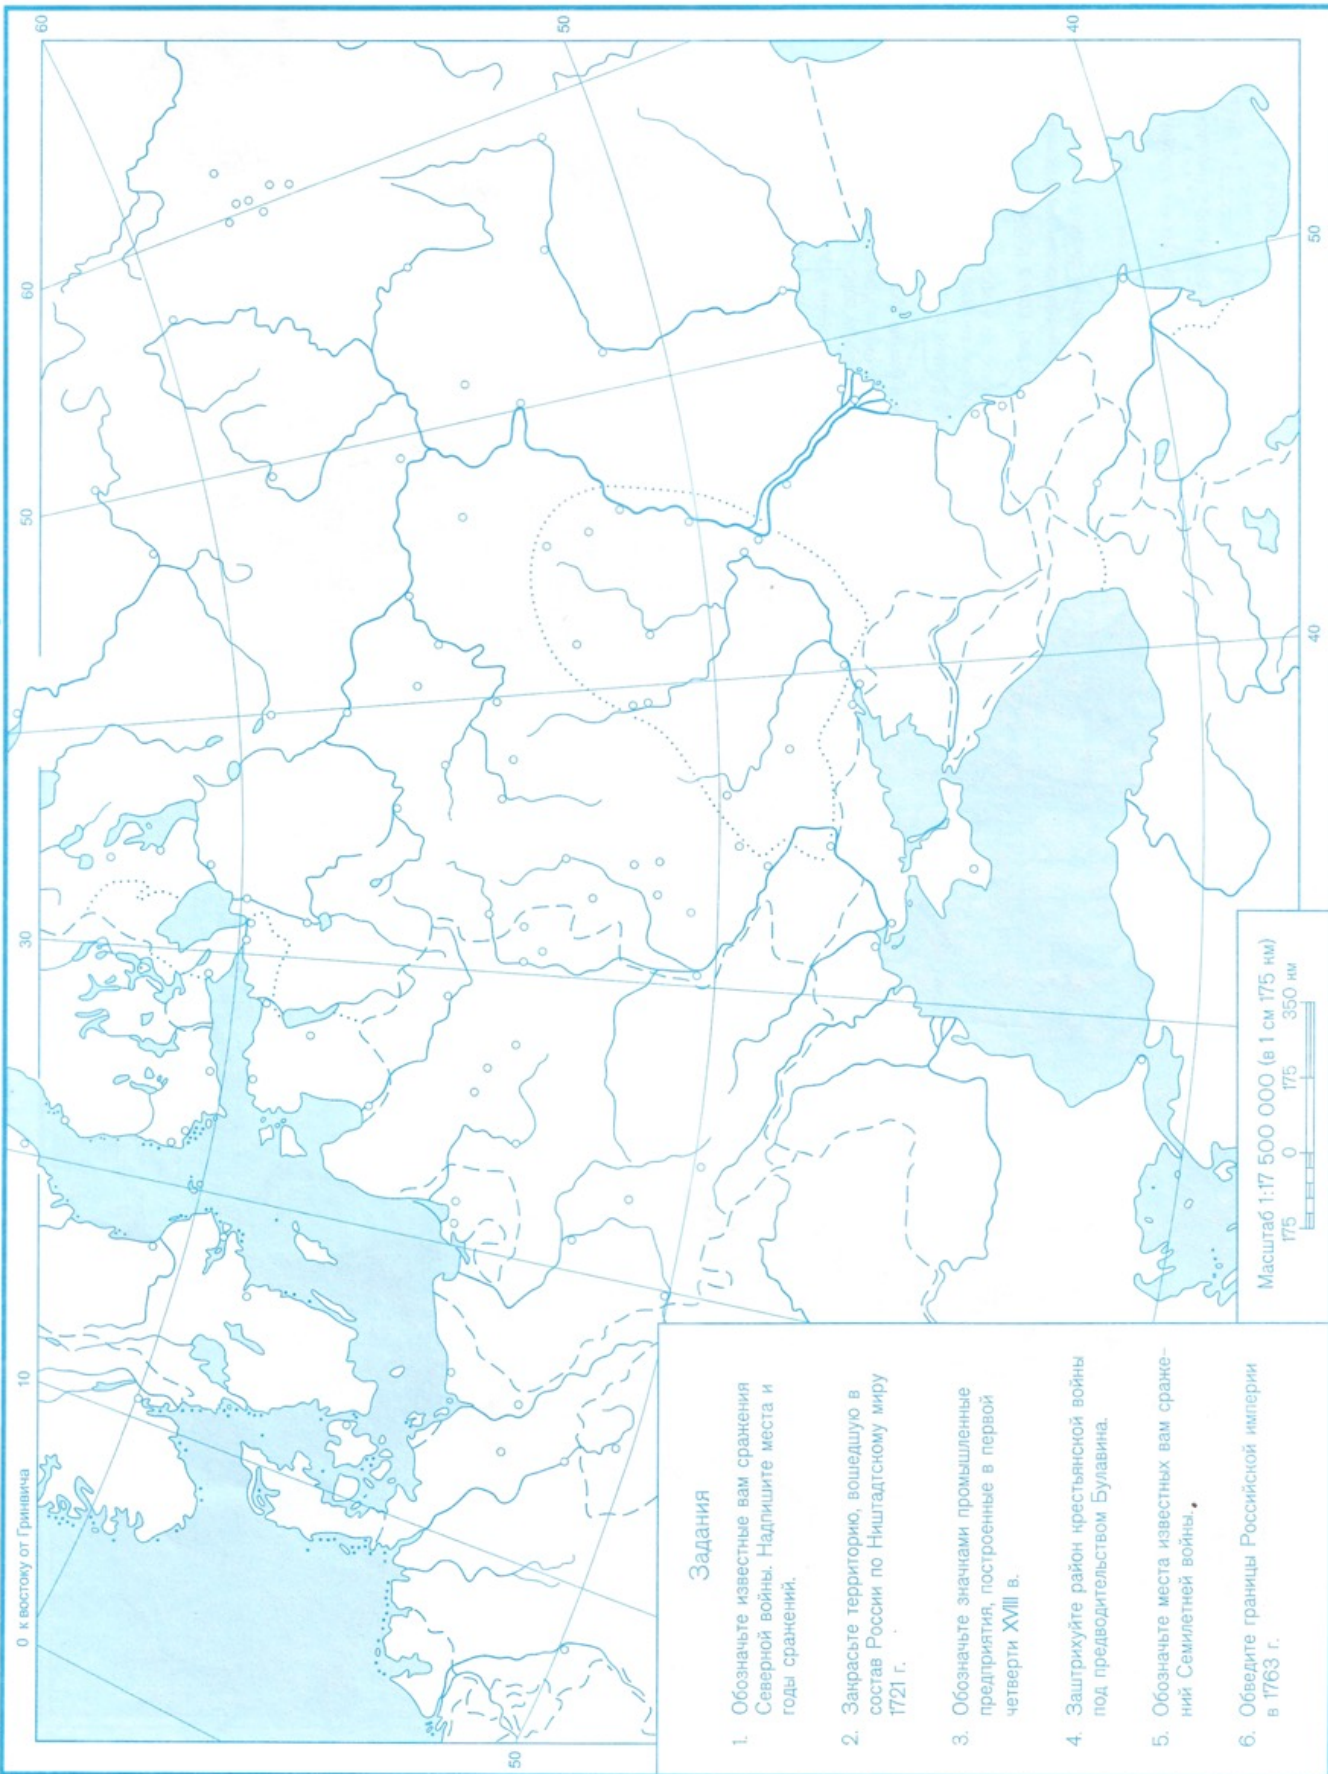 0 к востоку от Гринвича
10
30
50
60
60
50
40
50
40
50
Задания
1. Обозначьте известные вам сражения
Северной войны. Надпишите места и
годы сражений.
2. Закрасьте территорию, вошедшую в
состав России по Ништадтскому миру
1721 г.
3. Обозначьте значками промышленные
предприятия, построенные в первой
четверти XVIII в.
4. Заштрихуйте район крестьянской войны
под предводительством Булавина.
5. Обозначьте места известных вам сраже-
ний Семилетней войны.
6. Обведите границы Российской империи
в 1763 г.
Масштаб 1:17 500 000 (в 1 см 175 км)
175 0 175 350 км